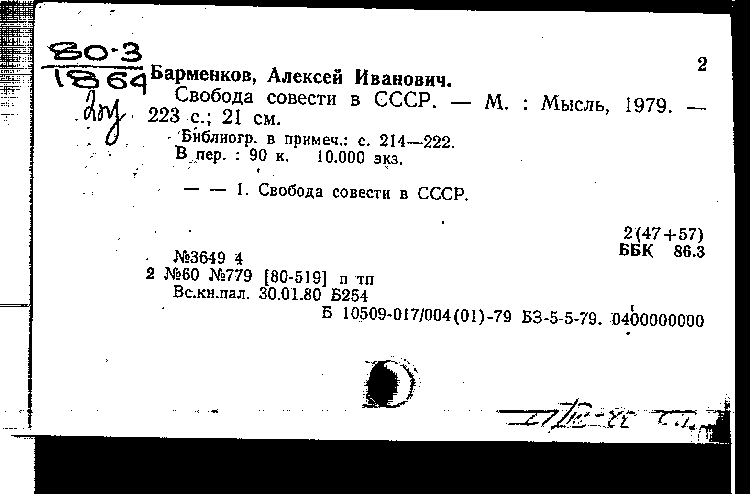 80-3
2
1864
Барменков, Алексей Иванович.
Свобода совести в СССР. — М. : Мысль, 1979. —
223 с.; 21 см.
Библиогр. в примеч.: с. 214—222.
В пер. : 90 к. 10.000 экз.
— — 1. Свобода совести в СССР.
2(47+57)
ББК 86.3
№3649 4
2 №60 №779 [80-519] п тп
Вс.кн.пал. 30.01.80 Б254
Б 10509-017/004(01)-79 БЗ-5-5-79. 0400000000